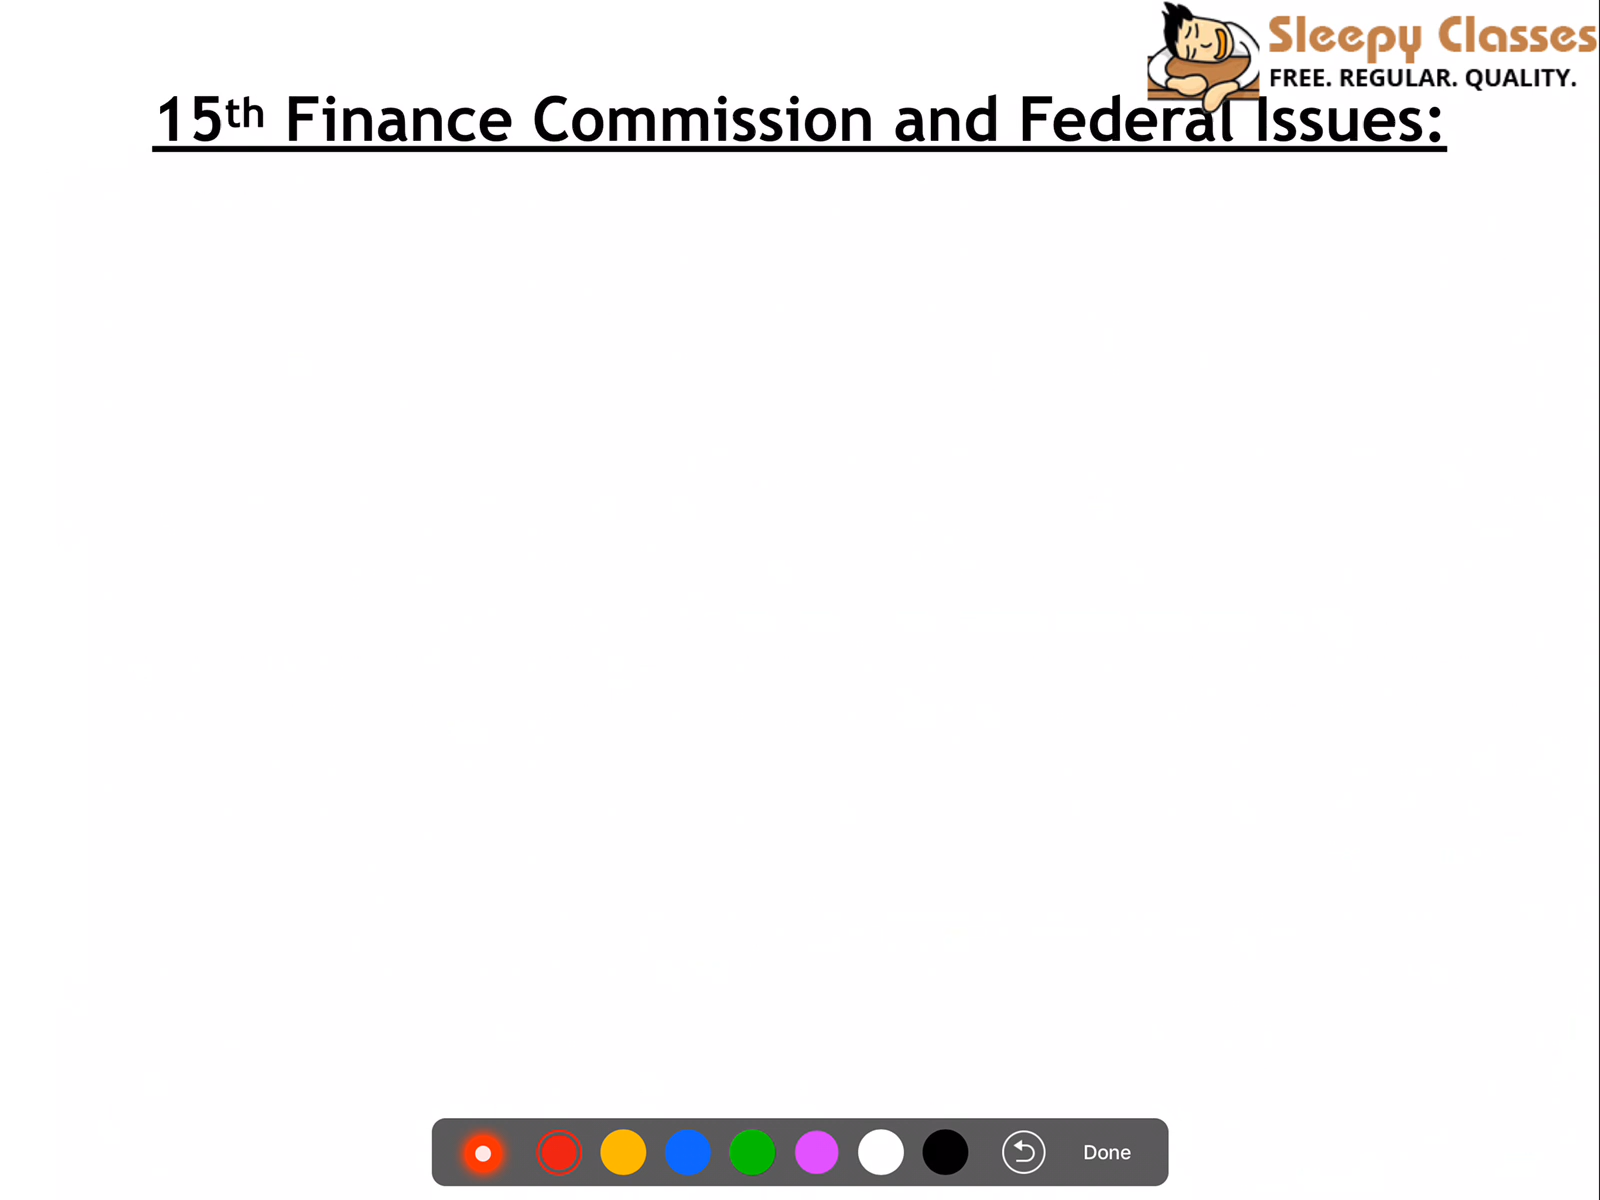 Sleepy Classes
FREE. REGULAR. QUALITY.
15th Finance Commission and Federal Issues:
Done